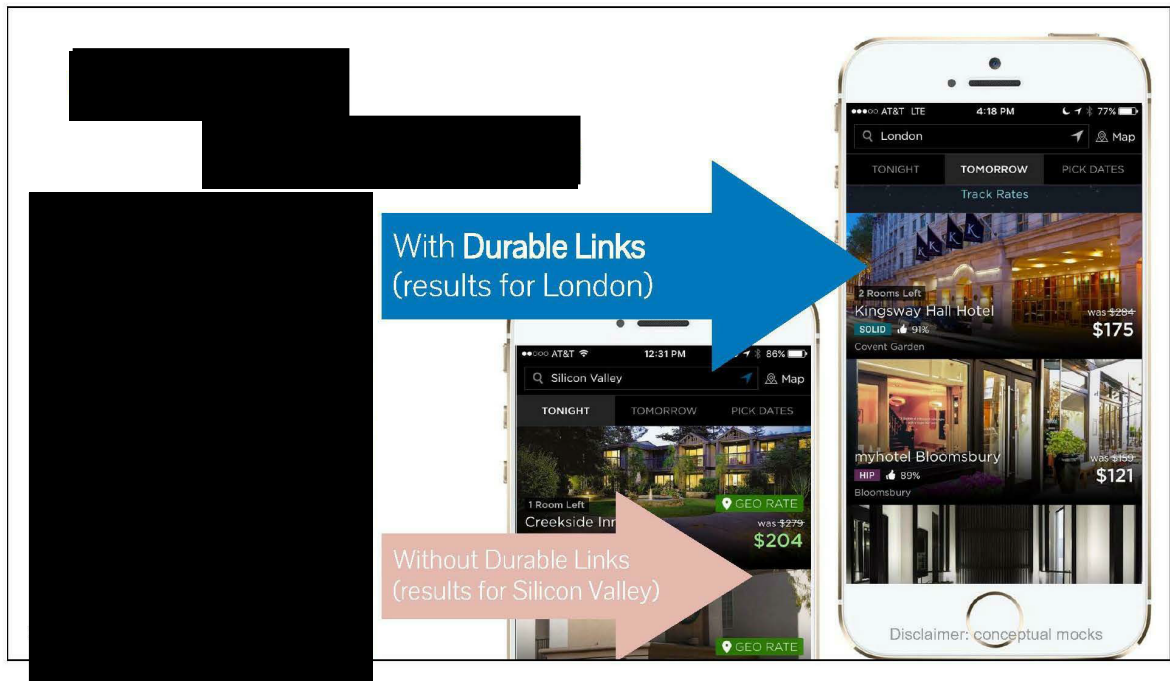 With Durable Links
(results for London)
AT&T LTE 4:18 PM 77%
London Map
TONIGHT TOMORROW PICK DATES
Track Rates
K K K K
2 Rooms Left
Kingsway Hall Hotel was $284
SOLID 91% $175
Covent Garden
myhotel Bloomsbury was $159
HIP 89% $121
Bloomsbury
Disclaimer: conceptual mocks
AT&T 12:31 PM 86%
Silicon Valley Map
TONIGHT TOMORROW PICK DATES
1 Room Left GEO RATE
Creekside Inn was $279
$204
Without Durable Links
(results for Silicon Valley)
GEO RATE